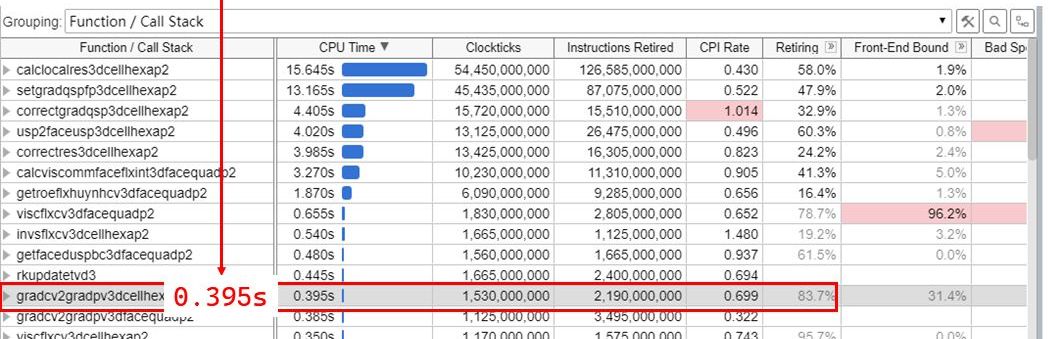 Grouping: Function / Call Stack
Function / Call Stack CPU Time ▼ Clockticks Instructions Retired CPI Rate Retiring » Front-End Bound » Bad Spe
calclocalres3dcellhexap2 15.645s 54,450,000,000 126,585,000,000 0.430 58.0% 1.9%
setgradqspfp3dcellhexap2 13.165s 45,435,000,000 87,075,000,000 0.522 47.9% 2.0%
correctgradqsp3dcellhexap2 4.405s 15,720,000,000 15,510,000,000 1.014 32.9% 1.3%
usp2faceusp3dcellhexap2 4.020s 13,125,000,000 26,475,000,000 0.496 60.3% 0.8%
correctres3dcellhexap2 3.985s 13,425,000,000 16,305,000,000 0.823 24.2% 2.4%
calcviscommfaceflxint3dfacequadp2 3.270s 10,230,000,000 11,310,000,000 0.905 41.3% 5.0%
getroeflxhuynhcv3dfacequadp2 1.870s 6,090,000,000 9,285,000,000 0.656 16.4% 1.3%
viscflxcv3dfacequadp2 0.655s 1,830,000,000 2,805,000,000 0.652 78.7% 96.2%
invsflxcv3dfacequadp2 0.540s 1,665,000,000 1,125,000,000 1.480 19.2% 3.2%
getfaceduspbc3dfacequadp2 0.480s 1,560,000,000 1,665,000,000 0.937 61.5% 0.0%
rkupdatetvd3 0.445s 1,665,000,000 2,400,000,000 0.694
gradcv2gradpv3dcellhex 0.395s 0.395s 1,530,000,000 2,190,000,000 0.699 83.7% 31.4%
gradcv2gradpv3dfacequadp2 0.385s 1,125,000,000 3,495,000,000 0.322
viscflxcv3dcellhexap2 0.350s 1,170,000,000 1,575,000,000 0.743 95.7% 0.0%